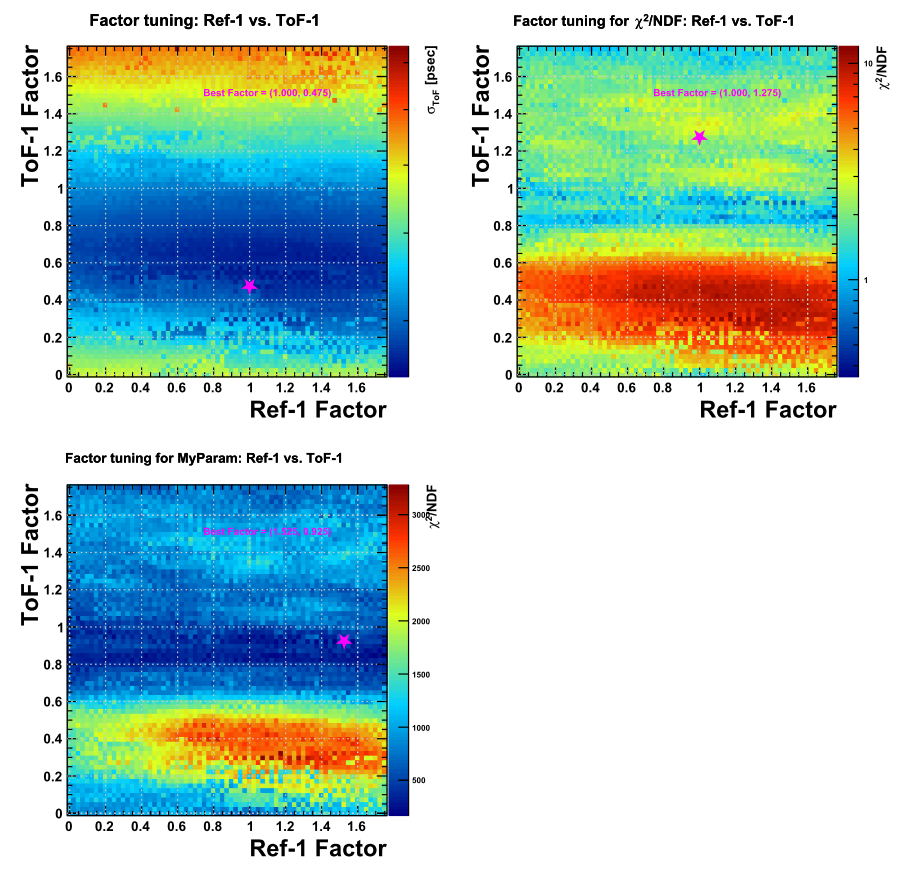 Factor tuning: Ref-1 vs. ToF-1
Best Factor = (1.000, 0.475)
ToF-1 Factor
1.6
1.4
1.2
1
0.8
0.6
0.4
0.2
0
0 0.2 0.4 0.6 0.8 1 1.2 1.4 1.6
Ref-1 Factor
σToF [psec]
Factor tuning for χ²/NDF: Ref-1 vs. ToF-1
Best Factor = (1.000, 1.275)
ToF-1 Factor
1.6
1.4
1.2
1
0.8
0.6
0.4
0.2
0
0 0.2 0.4 0.6 0.8 1 1.2 1.4 1.6
Ref-1 Factor
10
1
χ²/NDF
Factor tuning for MyParam: Ref-1 vs. ToF-1
Best Factor = (1.525, 0.925)
ToF-1 Factor
1.6
1.4
1.2
1
0.8
0.6
0.4
0.2
0
0 0.2 0.4 0.6 0.8 1 1.2 1.4 1.6
Ref-1 Factor
3000
2500
2000
1500
1000
500
χ²/NDF